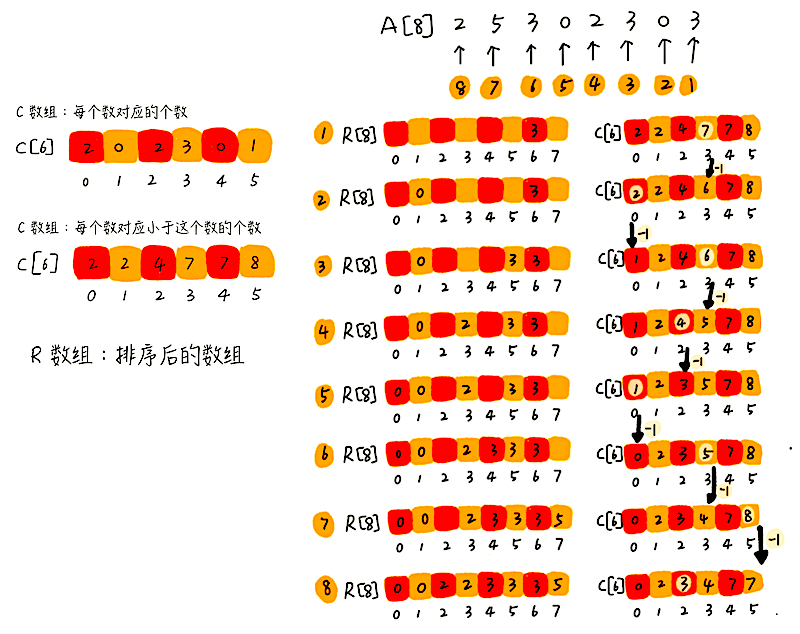 A[8] 2 5 3 0 2 3 0 3
8 7 6 5 4 3 2 1
C 数组：每个数对应的个数
C[6] 2 0 2 3 0 1
0 1 2 3 4 5
C 数组：每个数对应小于这个数的个数
C[6] 2 2 4 7 7 8
0 1 2 3 4 5
R 数组：排序后的数组
1 R[8] 3
0 1 2 3 4 5 6 7
C[6] 2 2 4 7 7 8
0 1 2 3 4 5
-1
2 R[8] 0 3
0 1 2 3 4 5 6 7
C[6] 2 2 4 6 7 8
0 1 2 3 4 5
-1
3 R[8] 0 3 3
0 1 2 3 4 5 6 7
C[6] 1 2 4 6 7 8
0 1 2 3 4 5
-1
4 R[8] 0 2 3 3
0 1 2 3 4 5 6 7
C[6] 1 2 4 5 7 8
0 1 2 3 4 5
-1
5 R[8] 0 0 2 3 3
0 1 2 3 4 5 6 7
C[6] 1 2 3 5 7 8
0 1 2 3 4 5
-1
6 R[8] 0 0 2 3 3 3
0 1 2 3 4 5 6 7
C[6] 0 2 3 5 7 8
0 1 2 3 4 5
-1
7 R[8] 0 0 2 3 3 3 5
0 1 2 3 4 5 6 7
C[6] 0 2 3 4 7 8
0 1 2 3 4 5
-1
8 R[8] 0 0 2 2 3 3 3 5
0 1 2 3 4 5 6 7
C[6] 0 2 3 4 7 7
0 1 2 3 4 5